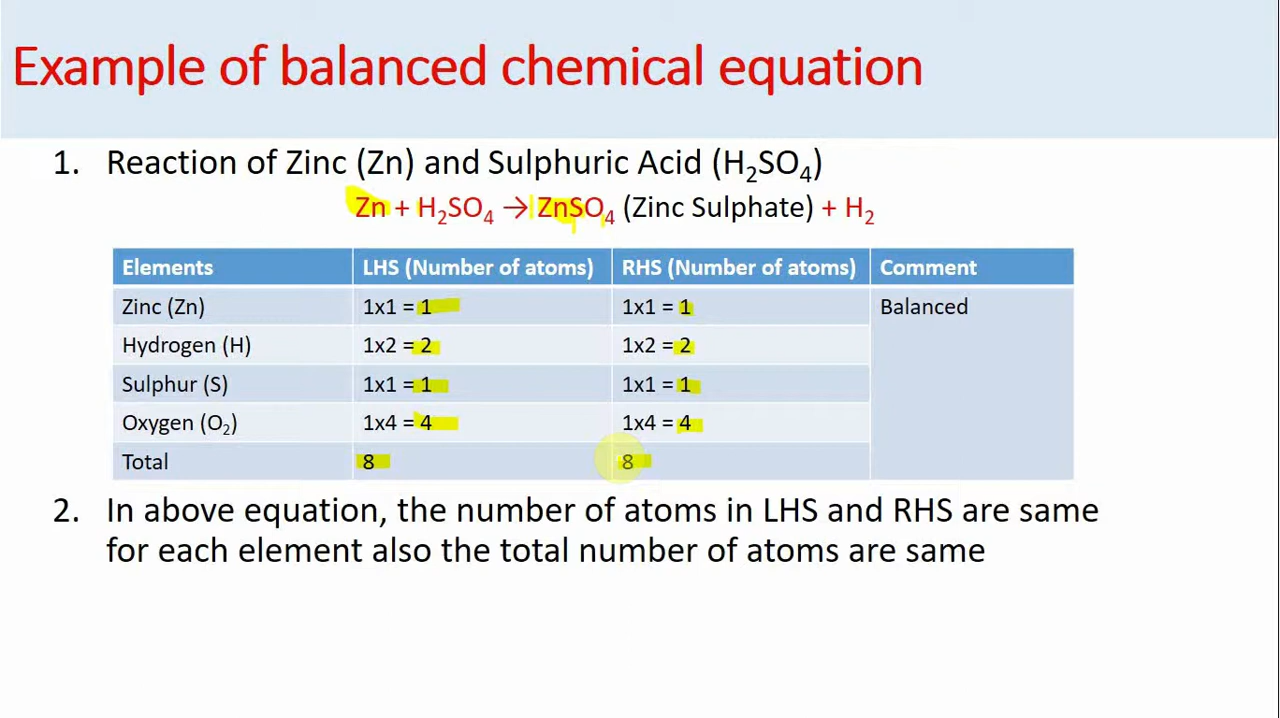 Example of balanced chemical equation
1. Reaction of Zinc (Zn) and Sulphuric Acid (H₂SO₄)
Zn + H₂SO₄ → ZnSO₄ (Zinc Sulphate) + H₂
Elements LHS (Number of atoms) RHS (Number of atoms) Comment
Zinc (Zn) 1x1 = 1 1x1 = 1 Balanced
Hydrogen (H) 1x2 = 2 1x2 = 2
Sulphur (S) 1x1 = 1 1x1 = 1
Oxygen (O₂) 1x4 = 4 1x4 = 4
Total 8 8
2. In above equation, the number of atoms in LHS and RHS are same
for each element also the total number of atoms are same